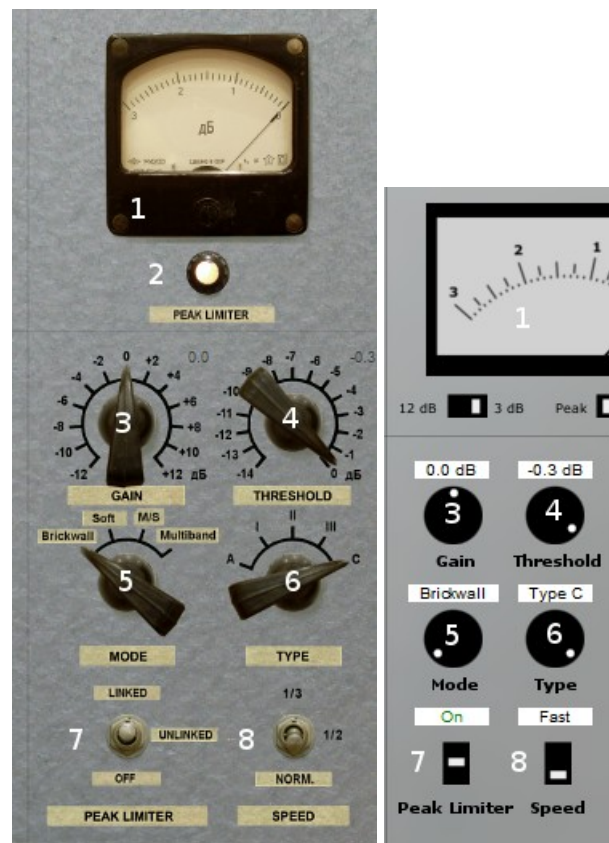 3 2 1 0
дБ
1
2
PEAK LIMITER
0.0
-12 -10 -8 -6 -4 -2 0 +2 +4 +6 +8 +10 +12 дБ
3
GAIN
-0.3
-14 -13 -12 -11 -10 -9 -8 -7 -6 -5 -4 -3 -2 -1 0 дБ
4
THRESHOLD
Brickwall Soft M/S Multiband
5
MODE
A I II III C
6
TYPE
LINKED
7
UNLINKED
OFF
PEAK LIMITER
1/3
8
1/2
NORM.
SPEED
3 2 1
1
12 dB 3 dB Peak
0.0 dB -0.3 dB
3 4
Gain Threshold
Brickwall Type C
5 6
Mode Type
On Fast
7 8
Peak Limiter Speed